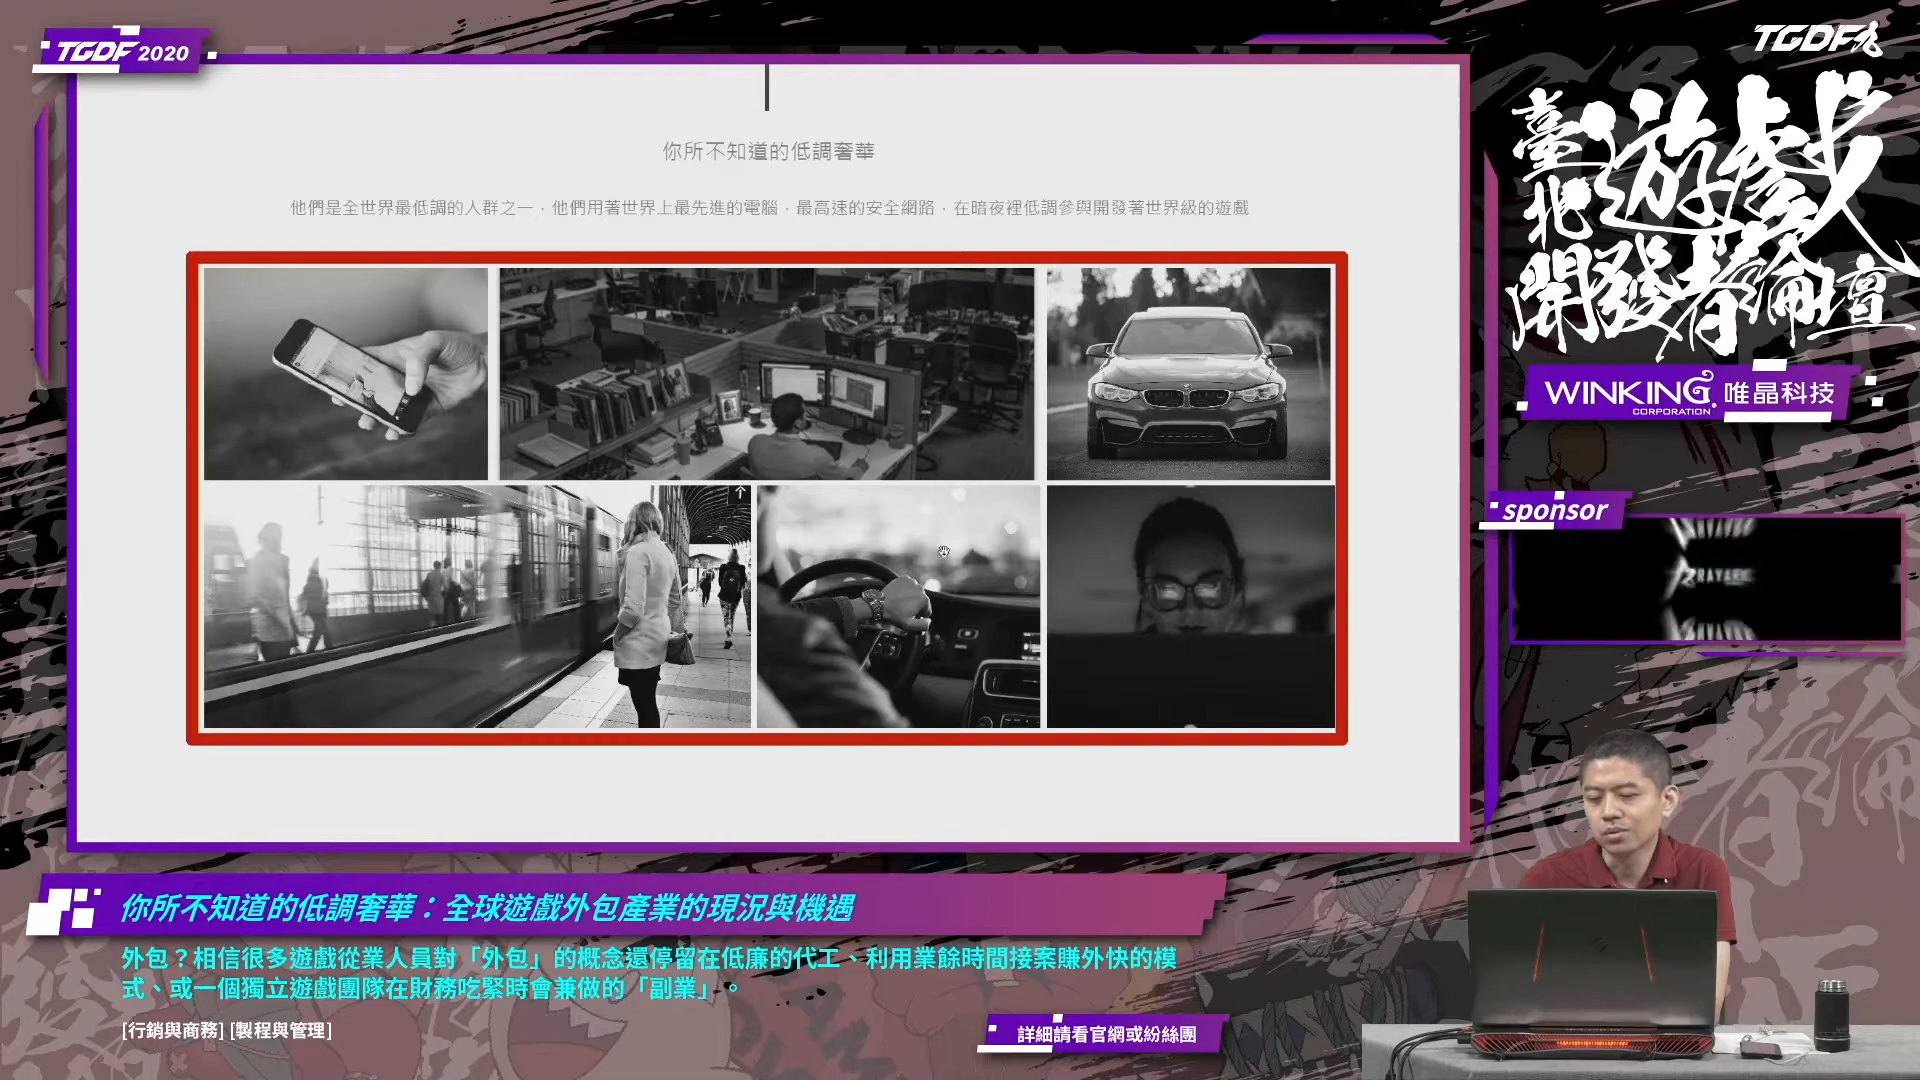 TGDF 2020
TGDF
臺北遊戲開發者論壇
你所不知道的低調奢華
他們是全世界最低調的人群之一，他們用著世界上最先進的電腦，最高速的安全網路，在暗夜裡低調參與開發著世界級的遊戲
WINKING CORPORATION 唯晶科技
sponsor
你所不知道的低調奢華：全球遊戲外包產業的現況與機遇
外包？相信很多遊戲從業人員對「外包」的概念還停留在低廉的代工、利用業餘時間接案賺外快的模
式、或一個獨立遊戲團隊在財務吃緊時會兼做的「副業」。
[行銷與商務] [製程與管理]
詳細請看官網或紛絲團